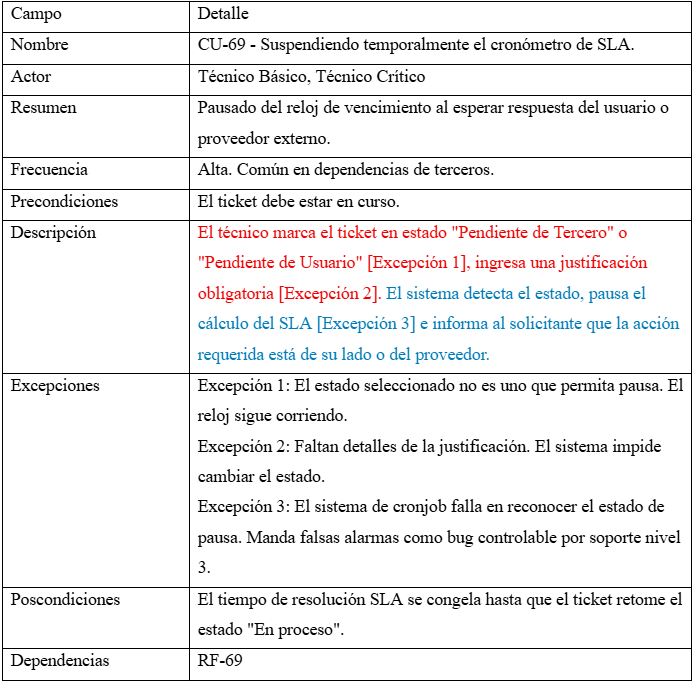 Campo Detalle
Nombre CU-69 - Suspendiendo temporalmente el cronómetro de SLA.
Actor Técnico Básico, Técnico Crítico
Resumen Pausado del reloj de vencimiento al esperar respuesta del usuario o
proveedor externo.
Frecuencia Alta. Común en dependencias de terceros.
Precondiciones El ticket debe estar en curso.
Descripción El técnico marca el ticket en estado "Pendiente de Tercero" o
"Pendiente de Usuario" [Excepción 1], ingresa una justificación
obligatoria [Excepción 2]. El sistema detecta el estado, pausa el
cálculo del SLA [Excepción 3] e informa al solicitante que la acción
requerida está de su lado o del proveedor.
Excepciones Excepción 1: El estado seleccionado no es uno que permita pausa. El
reloj sigue corriendo.
Excepción 2: Faltan detalles de la justificación. El sistema impide
cambiar el estado.
Excepción 3: El sistema de cronjob falla en reconocer el estado de
pausa. Manda falsas alarmas como bug controlable por soporte nivel
3.
Poscondiciones El tiempo de resolución SLA se congela hasta que el ticket retome el
estado "En proceso".
Dependencias RF-69